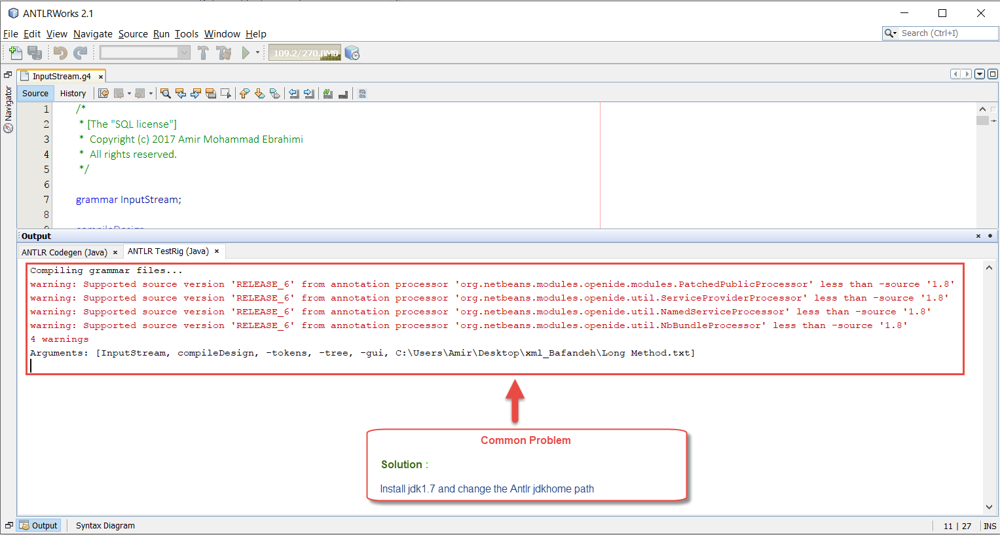 ANTLRWorks 2.1
File Edit View Navigate Source Run Tools Window Help
Search (Ctrl+I)
109.2/270.0MB
InputStream.g4
Navigator
Source History
1 /*
2 * [The "SQL license"]
3 * Copyright (c) 2017 Amir Mohammad Ebrahimi
4 * All rights reserved.
5 */
6
7 grammar InputStream;
8
9 compileDesign
Output
ANTLR Codegen (Java) ANTLR TestRig (Java)
Compiling grammar files...
warning: Supported source version 'RELEASE_6' from annotation processor 'org.netbeans.modules.openide.modules.PatchedPublicProcessor' less than -source '1.8'
warning: Supported source version 'RELEASE_6' from annotation processor 'org.netbeans.modules.openide.util.ServiceProviderProcessor' less than -source '1.8'
warning: Supported source version 'RELEASE_6' from annotation processor 'org.netbeans.modules.openide.util.NamedServiceProcessor' less than -source '1.8'
warning: Supported source version 'RELEASE_6' from annotation processor 'org.netbeans.modules.openide.util.NbBundleProcessor' less than -source '1.8'
4 warnings
Arguments: [InputStream, compileDesign, -tokens, -tree, -gui, C:\Users\Amir\Desktop\xml_Bafandeh\Long Method.txt]
Common Problem
Solution :
Install jdk1.7 and change the Antlr jdkhome path
Output Syntax Diagram
11 | 27 INS